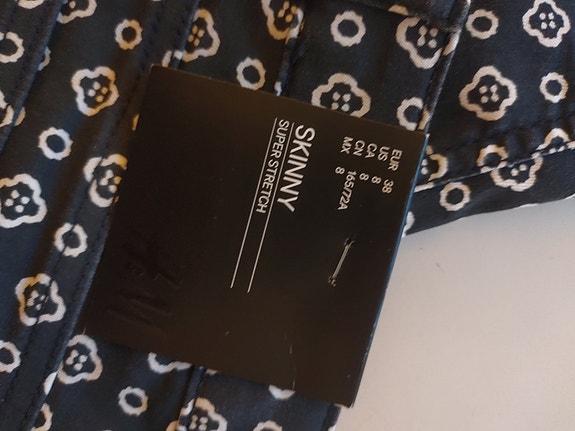 EUR 38
US 8
CA 8
CN 165/72A
MX 8
SKINNY
SUPER STRETCH
H&M